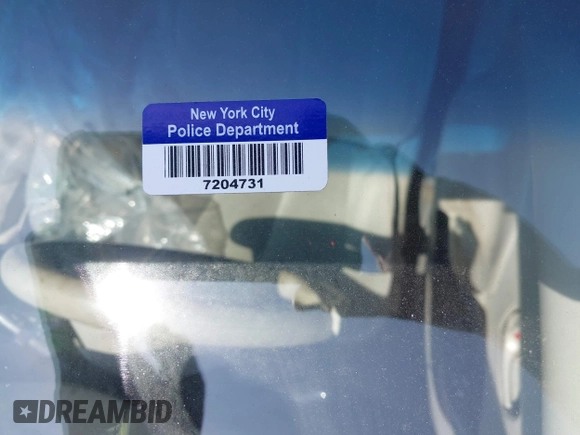 New York City
Police Department
7204731
DREAMBID